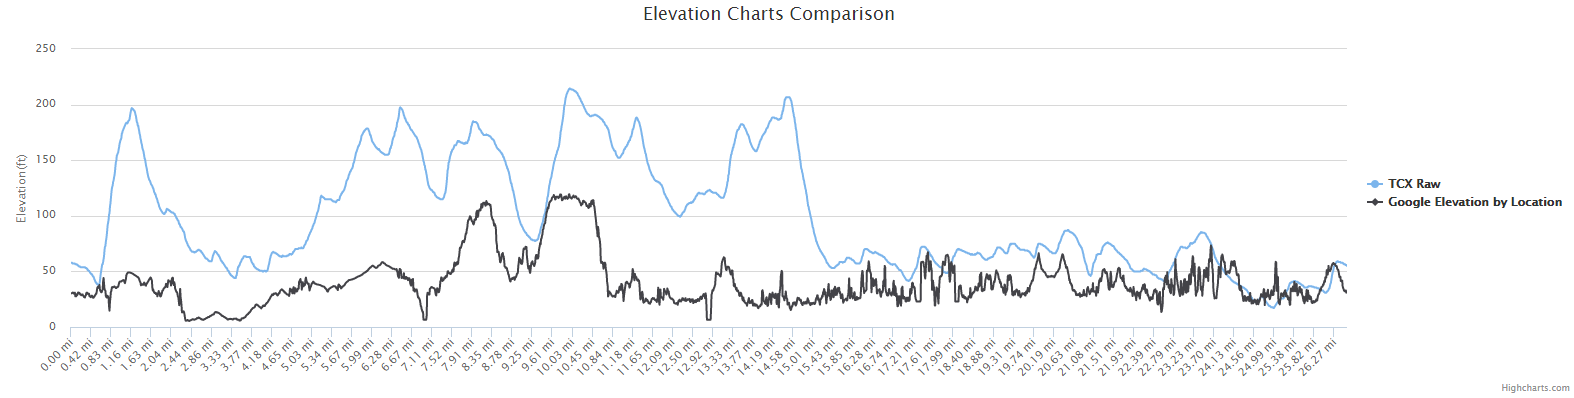 Elevation Charts Comparison
Elevation (ft)
250
200
150
100
50
0
0.00 mi
0.42 mi
0.83 mi
1.16 mi
1.63 mi
2.04 mi
2.44 mi
2.86 mi
3.33 mi
3.77 mi
4.18 mi
4.65 mi
5.03 mi
5.34 mi
5.67 mi
5.99 mi
6.28 mi
6.67 mi
7.11 mi
7.52 mi
7.91 mi
8.35 mi
8.78 mi
9.25 mi
9.61 mi
10.03 mi
10.45 mi
10.84 mi
11.18 mi
11.65 mi
12.09 mi
12.50 mi
12.92 mi
13.33 mi
13.77 mi
14.19 mi
14.58 mi
15.01 mi
15.43 mi
15.85 mi
16.28 mi
16.74 mi
17.21 mi
17.61 mi
17.99 mi
18.40 mi
18.88 mi
19.31 mi
19.74 mi
20.19 mi
20.63 mi
21.08 mi
21.51 mi
21.93 mi
22.39 mi
22.79 mi
23.23 mi
23.70 mi
24.13 mi
24.56 mi
24.99 mi
25.38 mi
25.82 mi
26.27 mi
TCX Raw
Google Elevation by Location
Highcharts.com